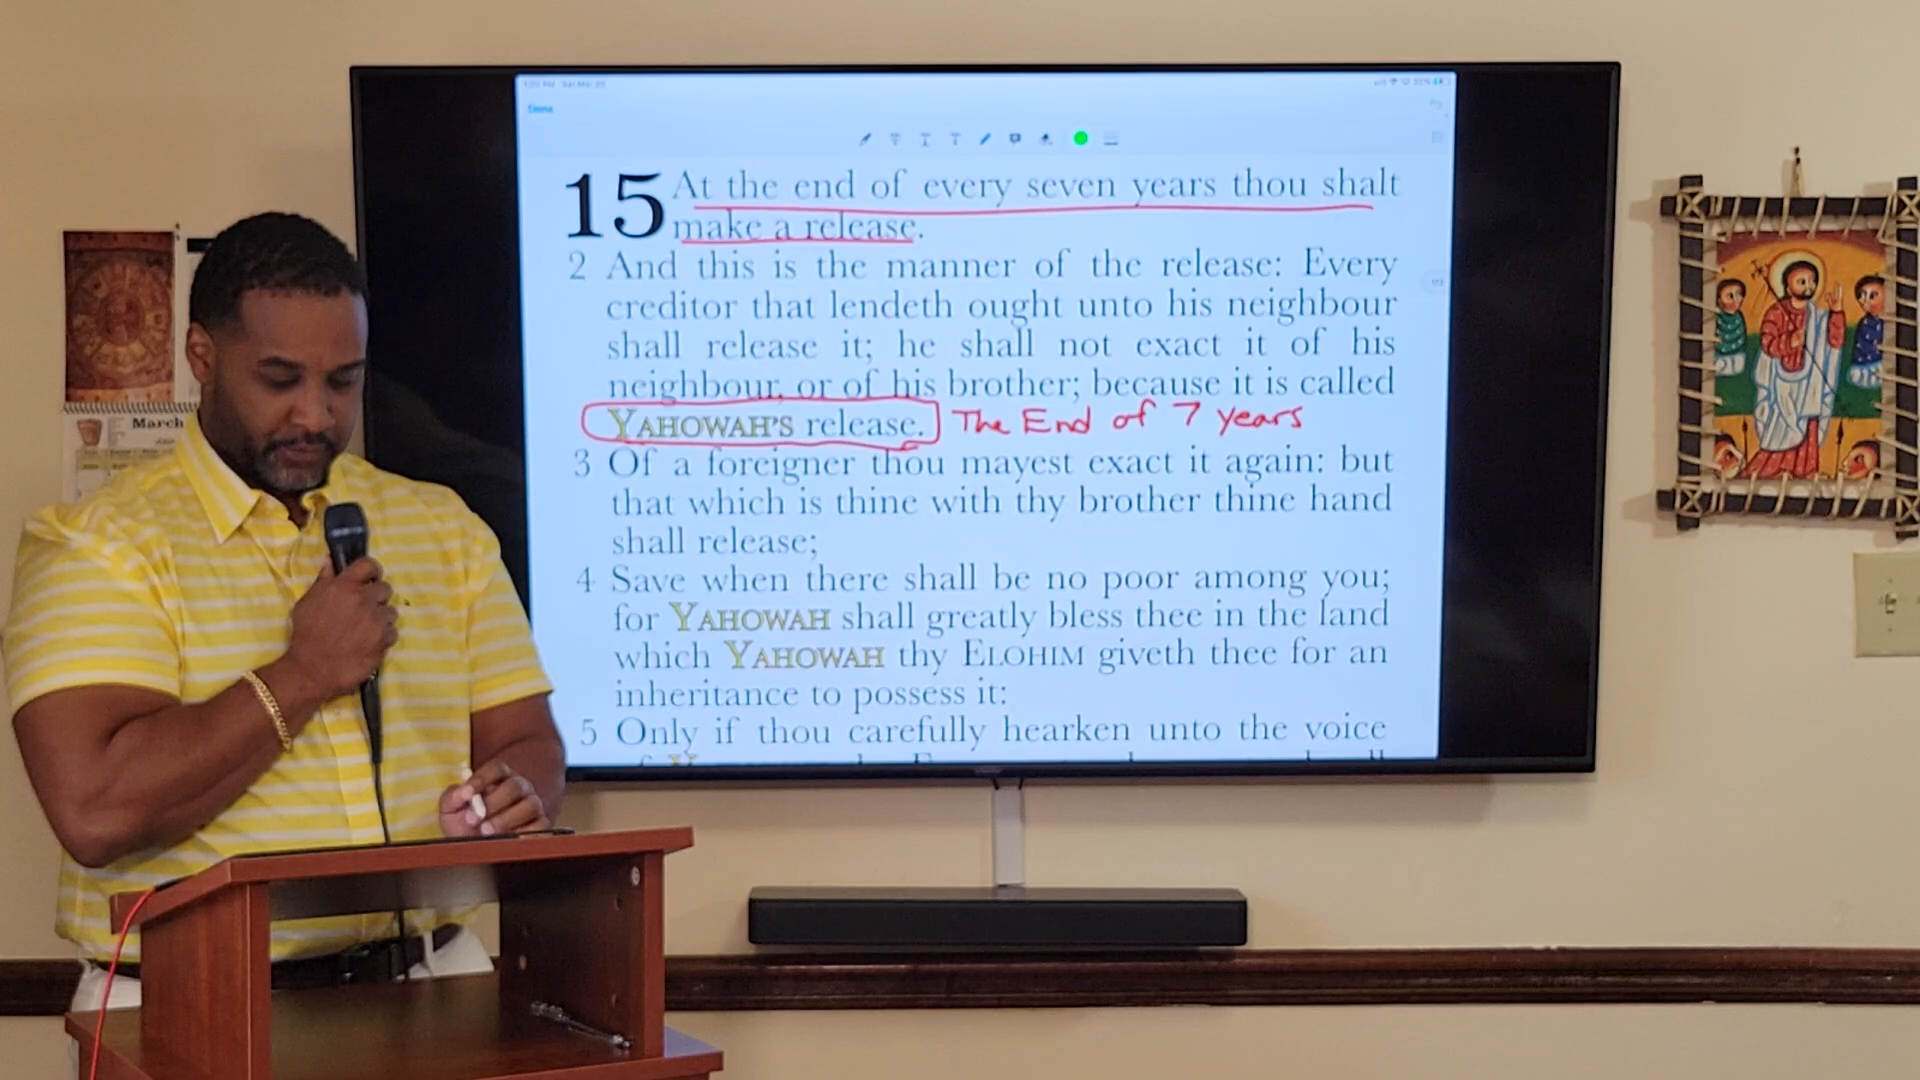 Done
15 At the end of every seven years thou shalt
make a release.
2 And this is the manner of the release: Every
creditor that lendeth ought unto his neighbour
shall release it; he shall not exact it of his
neighbour, or of his brother; because it is called
YAHOWAH'S release. The End of 7 years
3 Of a foreigner thou mayest exact it again: but
that which is thine with thy brother thine hand
shall release;
4 Save when there shall be no poor among you;
for YAHOWAH shall greatly bless thee in the land
which YAHOWAH thy ELOHIM giveth thee for an
inheritance to possess it:
5 Only if thou carefully hearken unto the voice
March